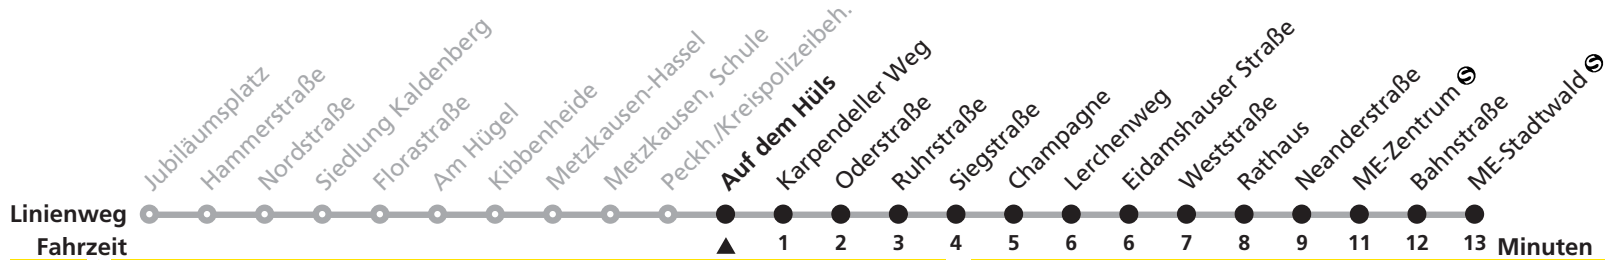 Jubiläumsplatz
Hammerstraße
Nordstraße
Siedlung Kaldenberg
Florastraße
Am Hügel
Kibbenheide
Metzkausen-Hassel
Metzkausen, Schule
Peckh./Kreispolizeibeh.
Auf dem Hüls
Karpendeller Weg
Oderstraße
Ruhrstraße
Siegstraße
Champagne
Lerchenweg
Eidamshauser Straße
Weststraße
Rathaus
Neanderstraße
ME-Zentrum S
Bahnstraße
ME-Stadtwald S
Linienweg
Fahrzeit ▲ 1 2 3 4 5 6 6 7 8 9 11 12 13 Minuten